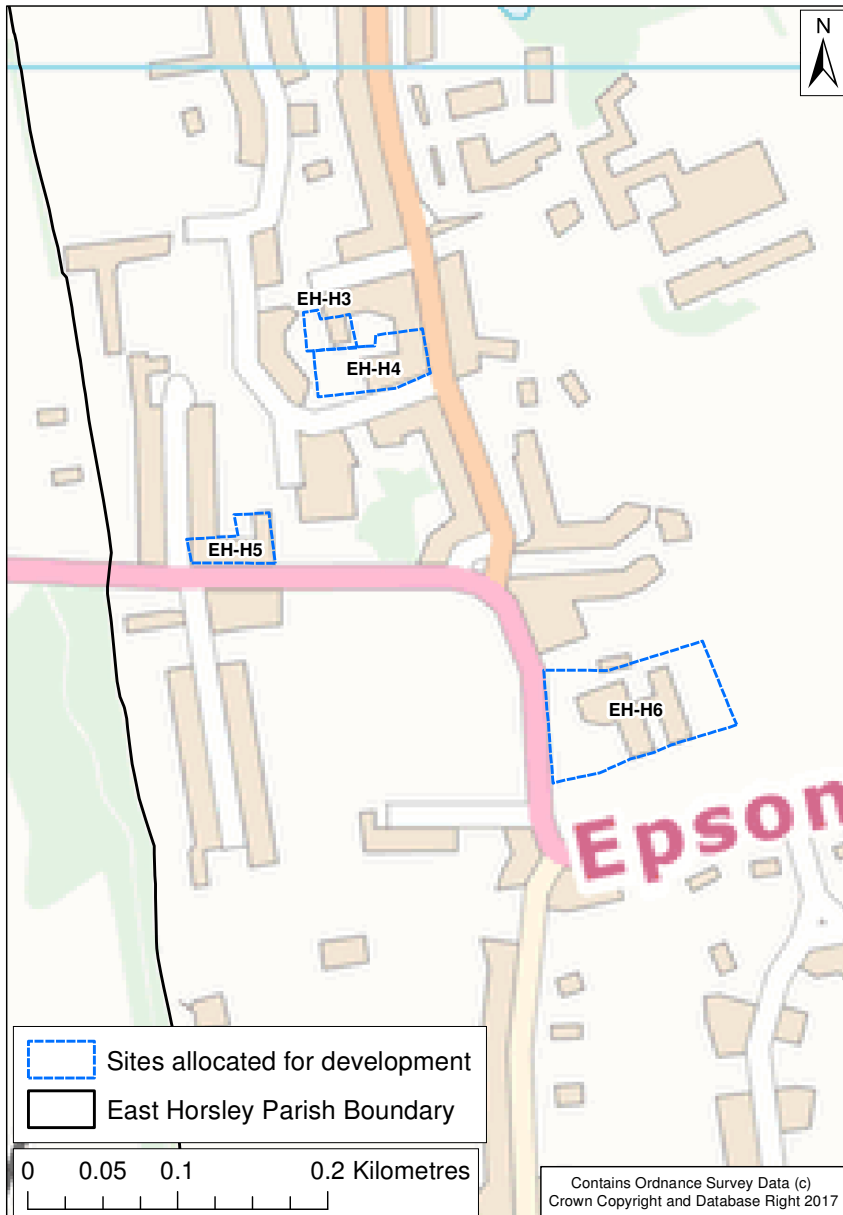 N
EH-H3
EH-H4
EH-H5
EH-H6
Epsom
Sites allocated for development
East Horsley Parish Boundary
0 0.05 0.1 0.2 Kilometres
Contains Ordnance Survey Data (c)
Crown Copyright and Database Right 2017